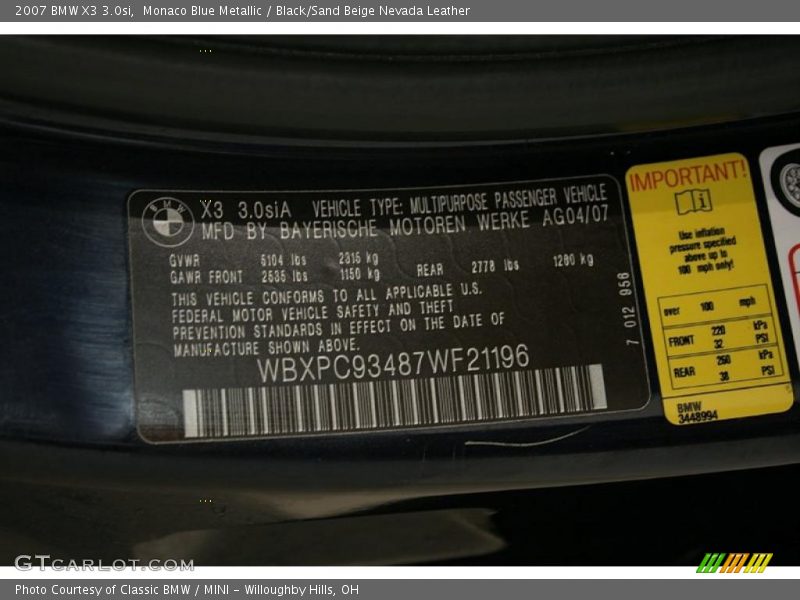 2007 BMW X3 3.0si, Monaco Blue Metallic / Black/Sand Beige Nevada Leather
BMW
X3 3.0siA VEHICLE TYPE: MULTIPURPOSE PASSENGER VEHICLE
MFD BY BAYERISCHE MOTOREN WERKE AG04/07
GVWR 5104 lbs 2315 kg
GAWR FRONT 2535 lbs 1150 kg REAR 2778 lbs 1260 kg
THIS VEHICLE CONFORMS TO ALL APPLICABLE U.S.
FEDERAL MOTOR VEHICLE SAFETY AND THEFT
PREVENTION STANDARDS IN EFFECT ON THE DATE OF
MANUFACTURE SHOWN ABOVE.
WBXPC93487WF21196
7 012 956
IMPORTANT!
Use inflation
pressure specified
above up to
100 mph only!
over 100 mph
FRONT 220 kPa
32 PSI
REAR 260 kPa
38 PSI
BMW
3448994
GTCARLOT.COM
Photo Courtesy of Classic BMW / MINI - Willoughby Hills, OH